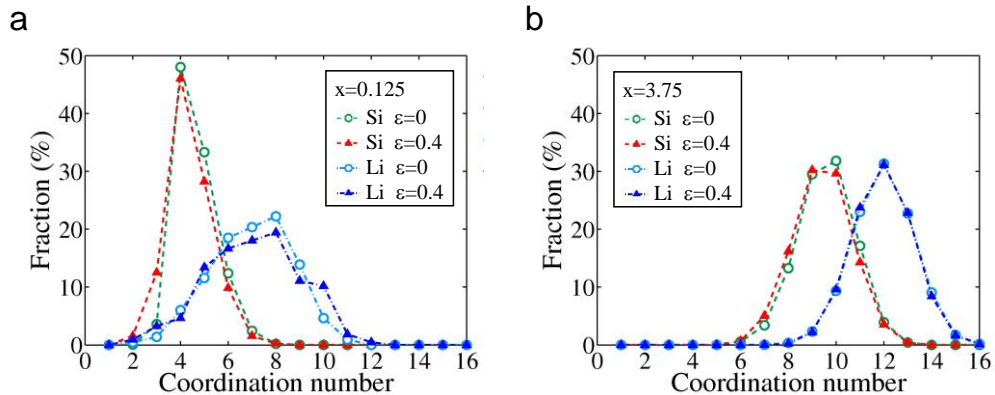 a
50
40
30
20
10
0
Fraction (%)
x=0.125
Si ε=0
Si ε=0.4
Li ε=0
Li ε=0.4
0 2 4 6 8 10 12 14 16
Coordination number
b
50
40
30
20
10
0
Fraction (%)
x=3.75
Si ε=0
Si ε=0.4
Li ε=0
Li ε=0.4
0 2 4 6 8 10 12 14 16
Coordination number